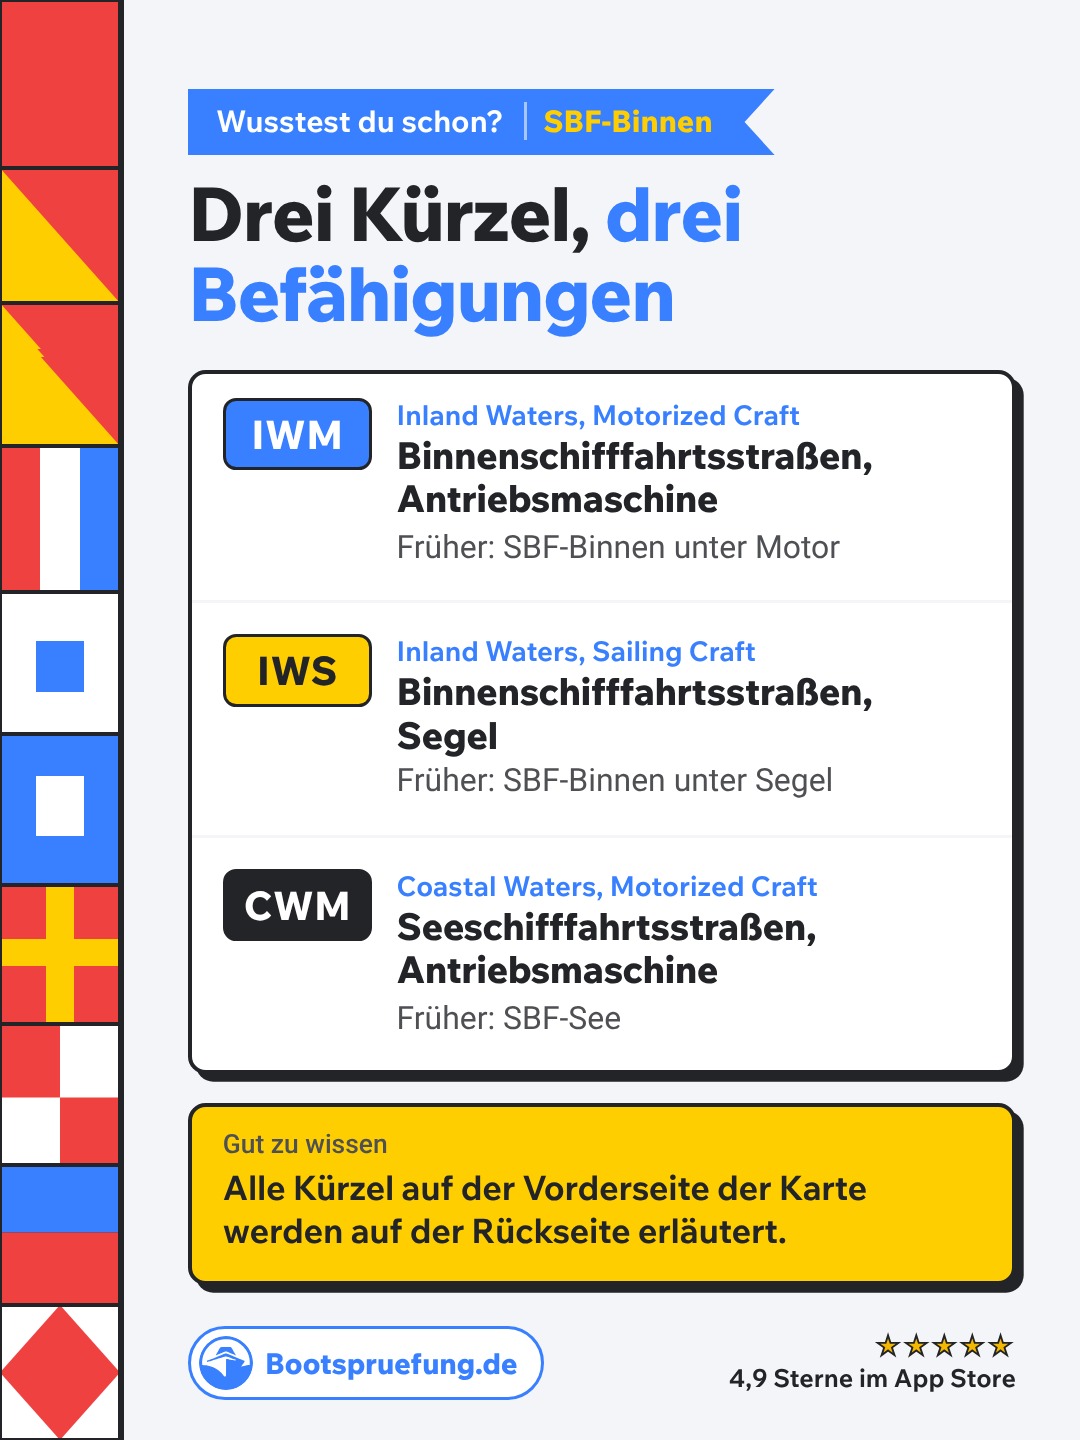 Wusstest du schon? | SBF-Binnen
Drei Kürzel, drei
Befähigungen
IWM
Inland Waters, Motorized Craft
Binnenschifffahrtsstraßen,
Antriebsmaschine
Früher: SBF-Binnen unter Motor
IWS
Inland Waters, Sailing Craft
Binnenschifffahrtsstraßen,
Segel
Früher: SBF-Binnen unter Segel
CWM
Coastal Waters, Motorized Craft
Seeschifffahrtsstraßen,
Antriebsmaschine
Früher: SBF-See
Gut zu wissen
Alle Kürzel auf der Vorderseite der Karte
werden auf der Rückseite erläutert.
Bootspruefung.de
★★★★★
4,9 Sterne im App Store